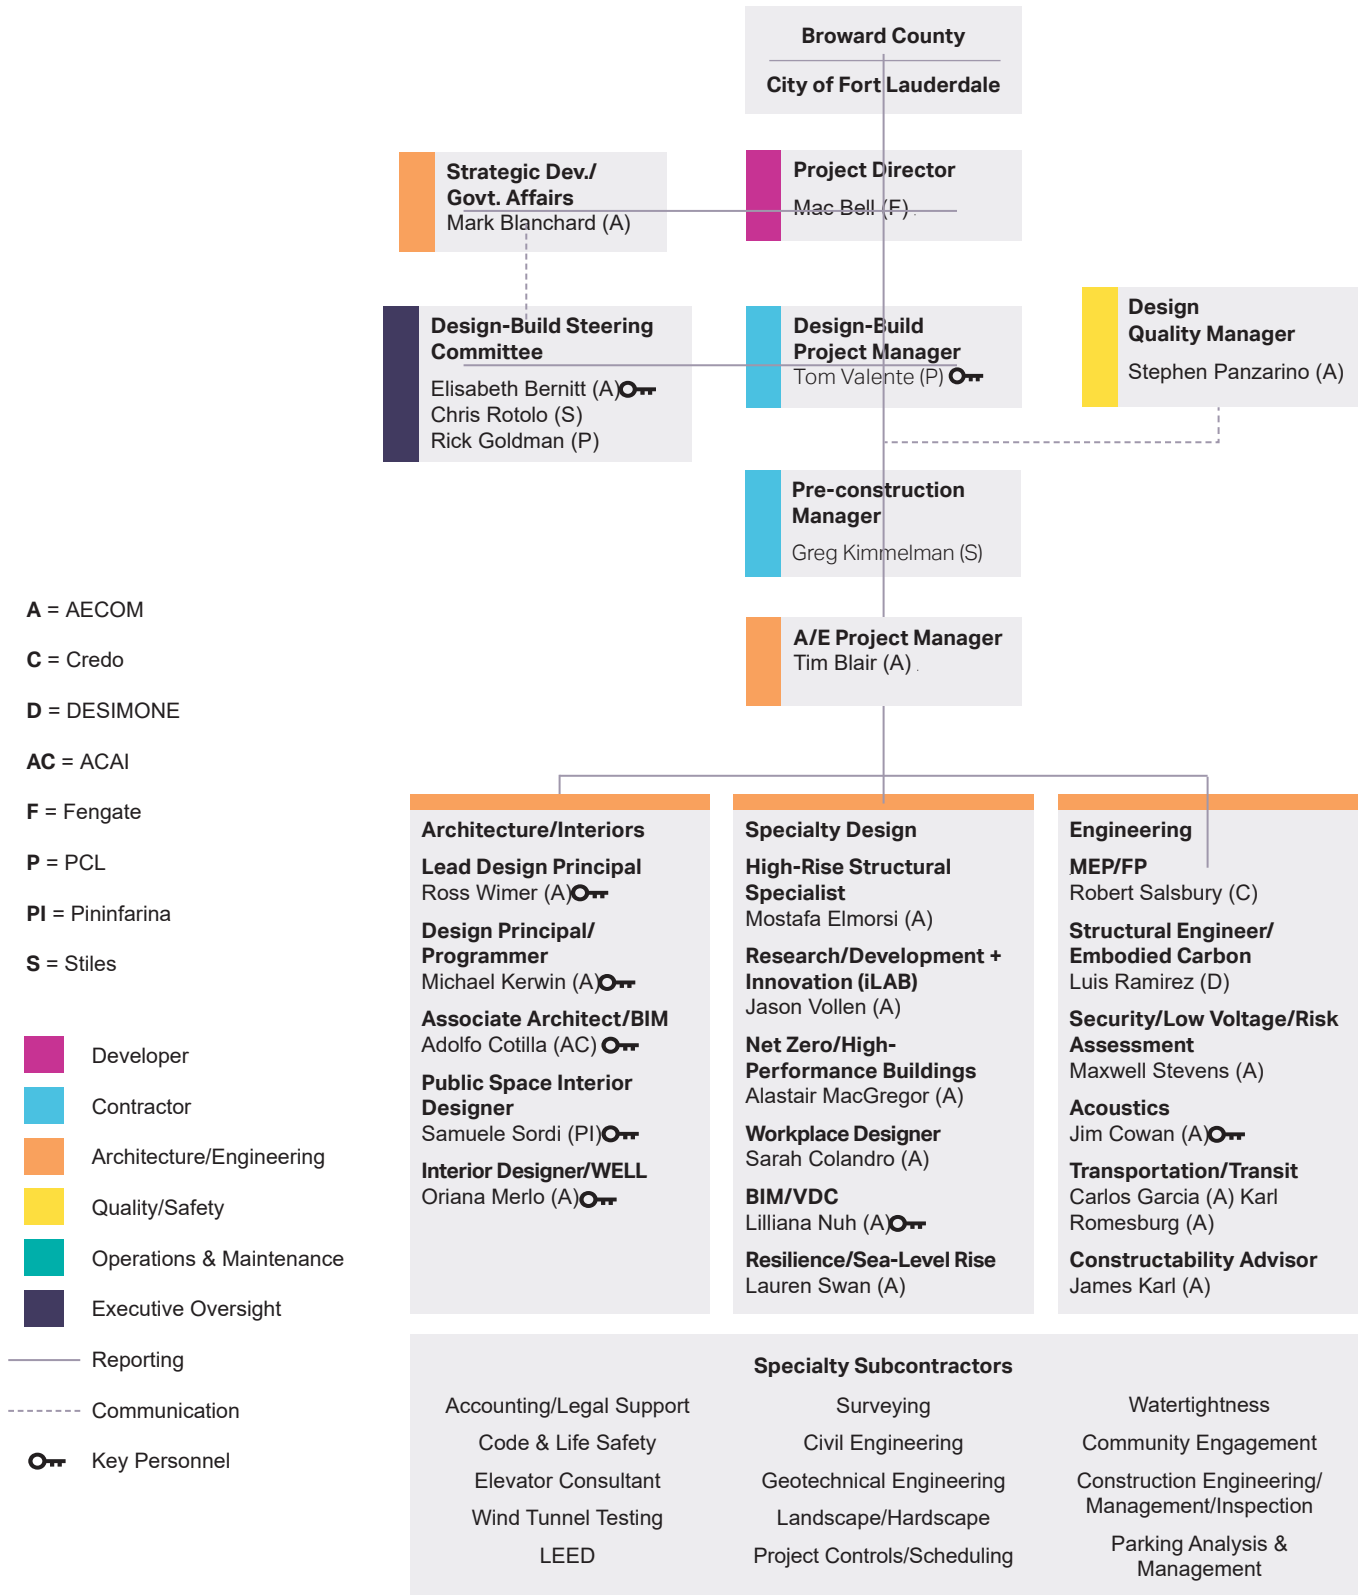 Broward County
City of Fort Lauderdale
Strategic Dev./
Govt. Affairs
Mark Blanchard (A)
Project Director
Mac Bell (F)
Design-Build Steering
Committee
Elisabeth Bernitt (A)
Chris Rotolo (S)
Rick Goldman (P)
Design-Build
Project Manager
Tom Valente (P)
Design
Quality Manager
Stephen Panzarino (A)
Pre-construction
Manager
Greg Kimmelman (S)
A/E Project Manager
Tim Blair (A)
A = AECOM
C = Credo
D = DESIMONE
AC = ACAI
F = Fengate
P = PCL
PI = Pininfarina
S = Stiles
Developer
Contractor
Architecture/Engineering
Quality/Safety
Operations & Maintenance
Executive Oversight
Reporting
Communication
Key Personnel
Architecture/Interiors
Lead Design Principal
Ross Wimer (A)
Design Principal/
Programmer
Michael Kerwin (A)
Associate Architect/BIM
Adolfo Cotilla (AC)
Public Space Interior
Designer
Samuele Sordi (PI)
Interior Designer/WELL
Oriana Merlo (A)
Specialty Design
High-Rise Structural
Specialist
Mostafa Elmorsi (A)
Research/Development +
Innovation (iLAB)
Jason Vollen (A)
Net Zero/High-
Performance Buildings
Alastair MacGregor (A)
Workplace Designer
Sarah Colandro (A)
BIM/VDC
Lilliana Nuh (A)
Resilience/Sea-Level Rise
Lauren Swan (A)
Engineering
MEP/FP
Robert Salsbury (C)
Structural Engineer/
Embodied Carbon
Luis Ramirez (D)
Security/Low Voltage/Risk
Assessment
Maxwell Stevens (A)
Acoustics
Jim Cowan (A)
Transportation/Transit
Carlos Garcia (A) Karl
Romesburg (A)
Constructability Advisor
James Karl (A)
Specialty Subcontractors
Accounting/Legal Support
Code & Life Safety
Elevator Consultant
Wind Tunnel Testing
LEED
Surveying
Civil Engineering
Geotechnical Engineering
Landscape/Hardscape
Project Controls/Scheduling
Watertightness
Community Engagement
Construction Engineering/
Management/Inspection
Parking Analysis &
Management